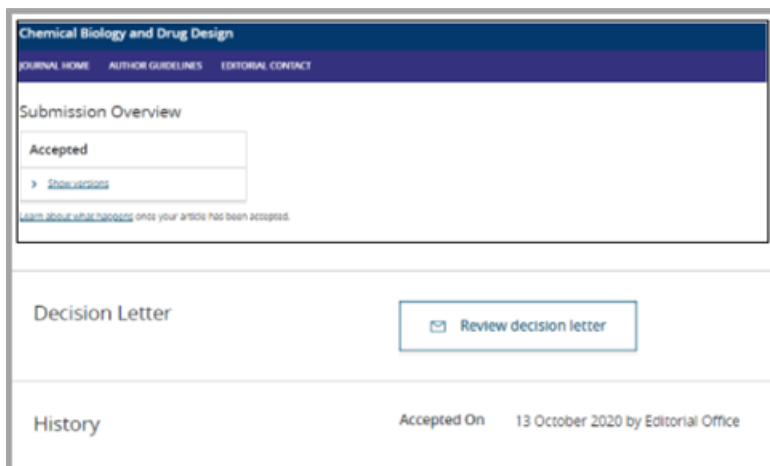 Chemical Biology and Drug Design
JOURNAL HOME AUTHOR GUIDELINES EDITORIAL CONTACT
Submission Overview
Accepted
> Show versions
Learn about what happens once your article has been accepted.
Decision Letter
Review decision letter
History
Accepted On 13 October 2020 by Editorial Office